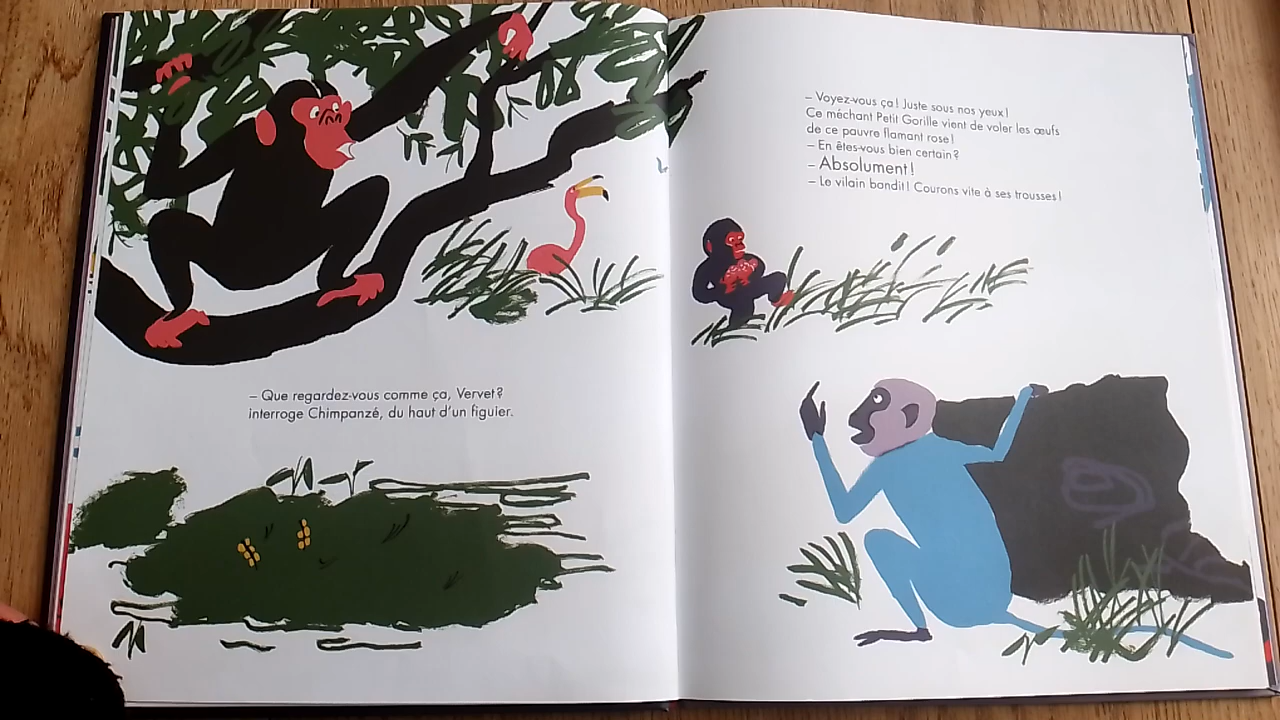 – Que regardez-vous comme ça, Vervet?
interroge Chimpanzé, du haut d'un figuier.
– Voyez-vous ça! Juste sous nos yeux!
Ce méchant Petit Gorille vient de voler les œufs
de ce pauvre flamant rose!
– En êtes-vous bien certain?
– Absolument!
– Le vilain bandit! Courons vite à ses trousses!